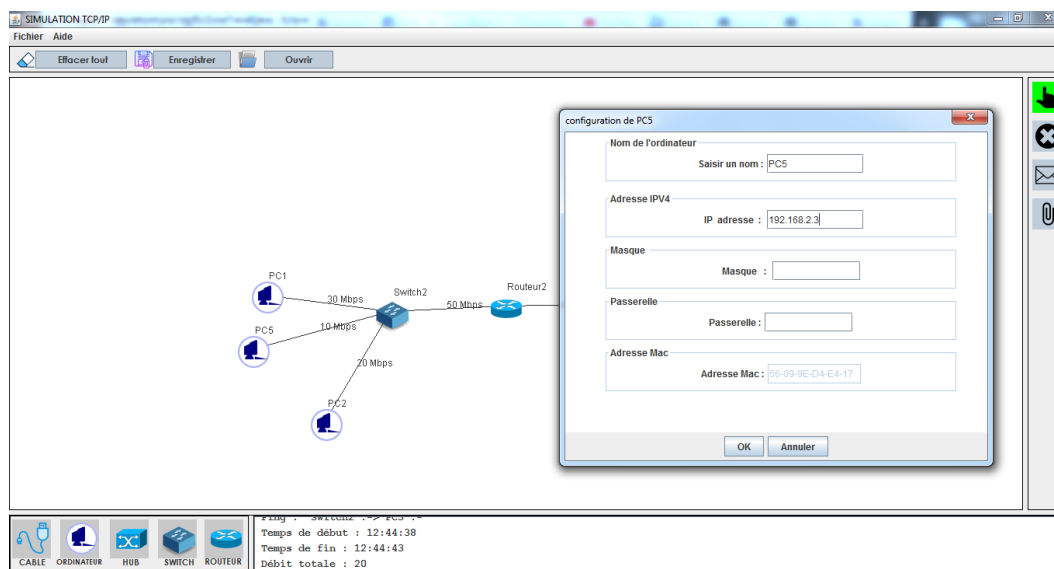 SIMULATION TCP/IP
Fichier Aide
Effacer tout Enregistrer Ouvrir
configuration de PC5
Nom de l'ordinateur
Saisir un nom : PC5
Adresse IPV4
IP adresse : 192.168.2.3
Masque
Masque :
Passerelle
Passerelle :
Adresse Mac
Adresse Mac : 56-09-9E-D4-E4-17
OK Annuler
PC1
30 Mbps
Switch2
50 Mbps
Routeur2
PC5
10 Mbps
20 Mbps
PC2
CABLE ORDINATEUR HUB SWITCH ROUTEUR
Temps de début : 12:44:38
Temps de fin : 12:44:43
Débit totale : 20